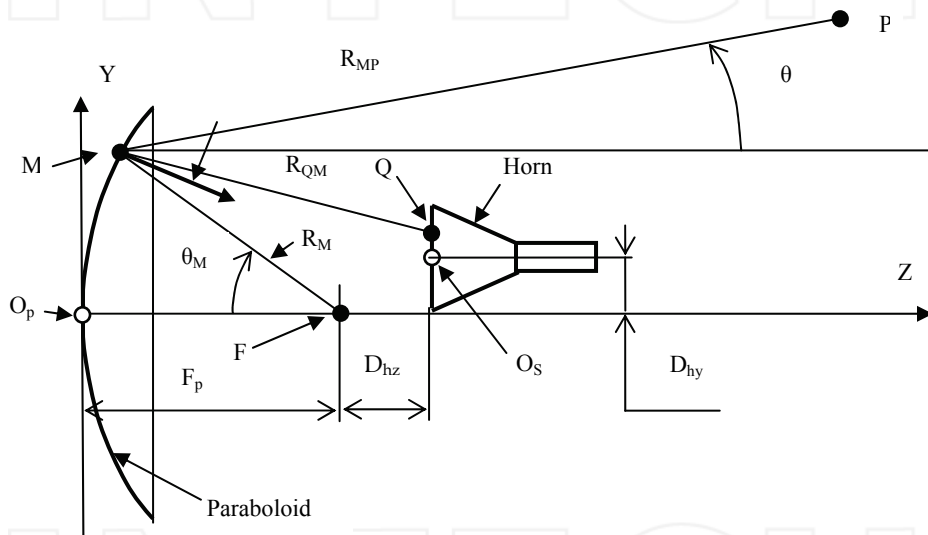 P
R_MP
θ
Y
M
R_QM
Q
Horn
θ_M
R_M
Z
O_p
F
D_hz
O_S
D_hy
F_p
Paraboloid